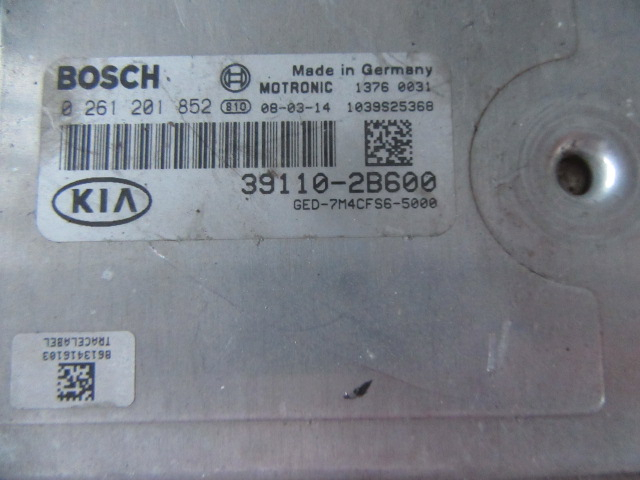 BOSCH
Made in Germany
MOTRONIC 1376 0031
0 261 201 852 810 08-03-14 1039S25368
39110-2B600
KIA
GED-7M4CFS6-5000
8613416103
TRACELABEL